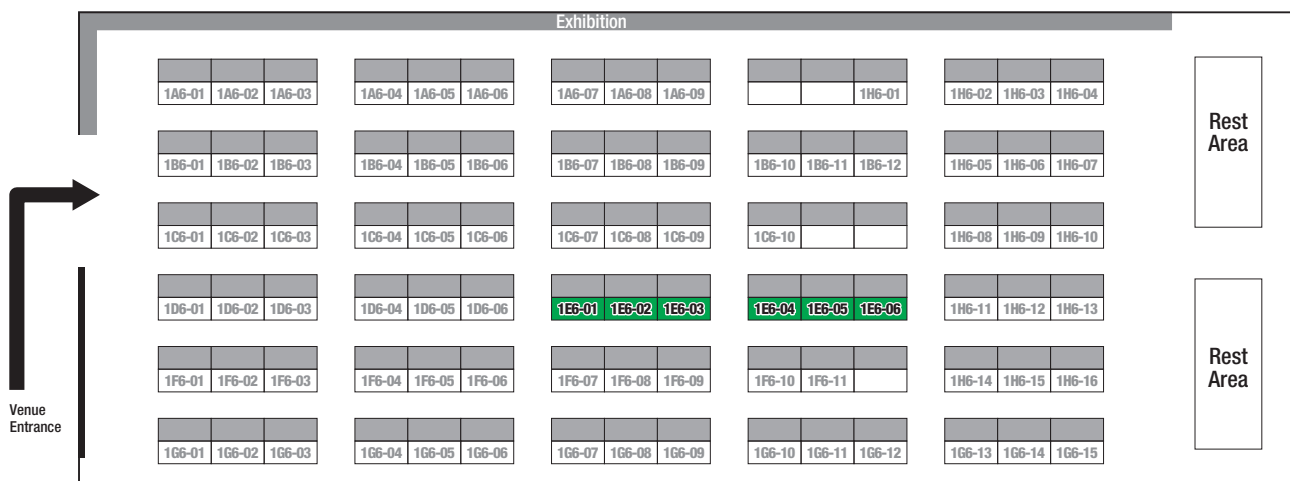 Exhibition
1A6-01 1A6-02 1A6-03 1A6-04 1A6-05 1A6-06 1A6-07 1A6-08 1A6-09 1H6-01 1H6-02 1H6-03 1H6-04
Rest
Area
1B6-01 1B6-02 1B6-03 1B6-04 1B6-05 1B6-06 1B6-07 1B6-08 1B6-09 1B6-10 1B6-11 1B6-12 1H6-05 1H6-06 1H6-07
1C6-01 1C6-02 1C6-03 1C6-04 1C6-05 1C6-06 1C6-07 1C6-08 1C6-09 1C6-10 1H6-08 1H6-09 1H6-10
1D6-01 1D6-02 1D6-03 1D6-04 1D6-05 1D6-06 1E6-01 1E6-02 1E6-03 1E6-04 1E6-05 1E6-06 1H6-11 1H6-12 1H6-13
Rest
Area
1F6-01 1F6-02 1F6-03 1F6-04 1F6-05 1F6-06 1F6-07 1F6-08 1F6-09 1F6-10 1F6-11 1H6-14 1H6-15 1H6-16
Venue
Entrance
1G6-01 1G6-02 1G6-03 1G6-04 1G6-05 1G6-06 1G6-07 1G6-08 1G6-09 1G6-10 1G6-11 1G6-12 1G6-13 1G6-14 1G6-15